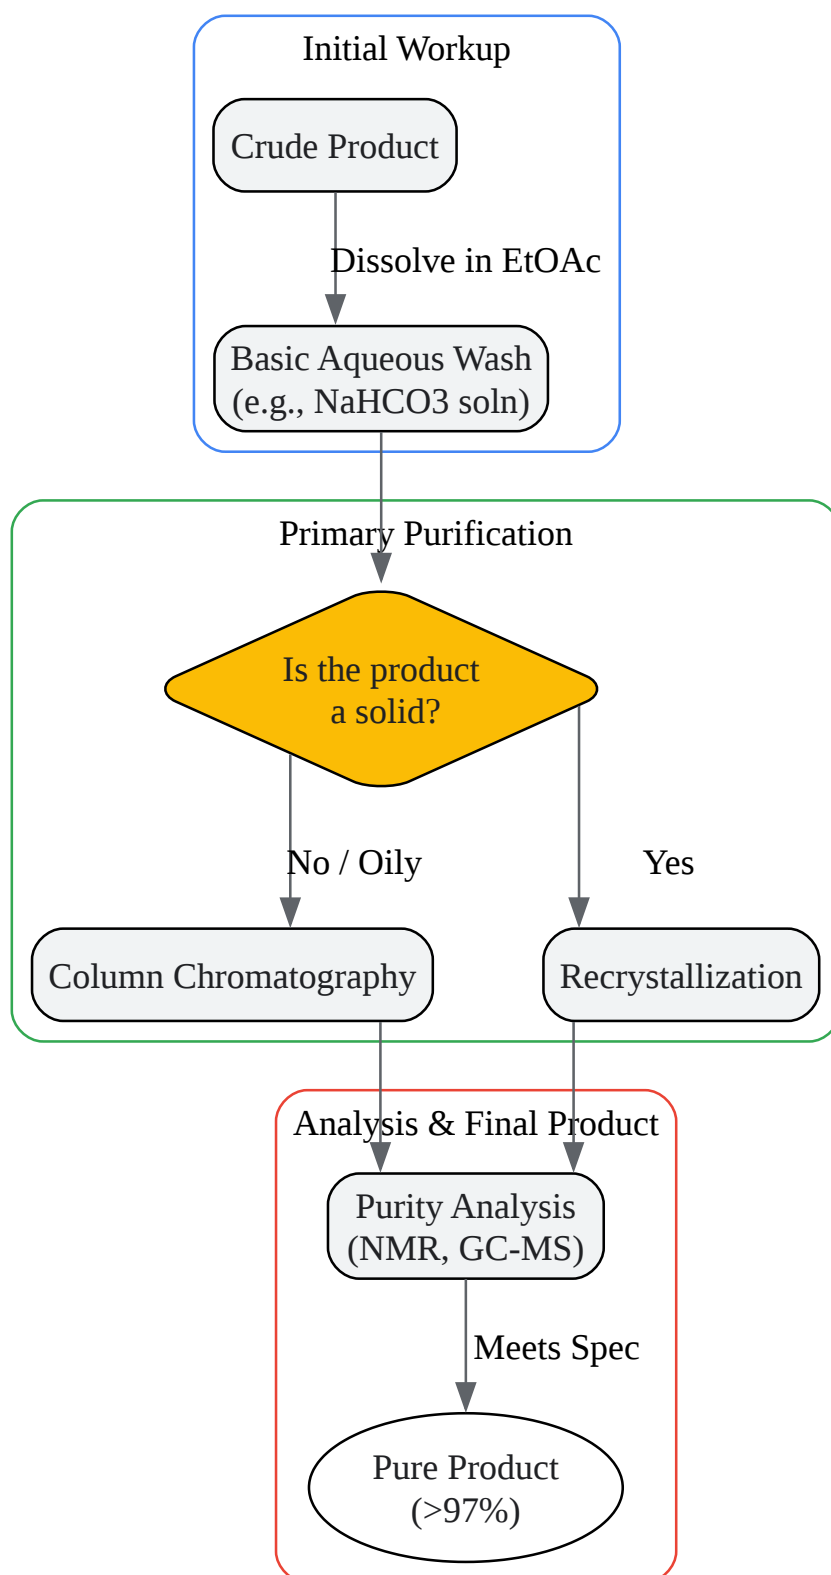 Initial Workup
Crude Product
Dissolve in EtOAc
Basic Aqueous Wash
(e.g., NaHCO3 soln)
Primary Purification
Is the product
a solid?
No / Oily
Yes
Column Chromatography
Recrystallization
Analysis & Final Product
Purity Analysis
(NMR, GC-MS)
Meets Spec
Pure Product
(>97%)